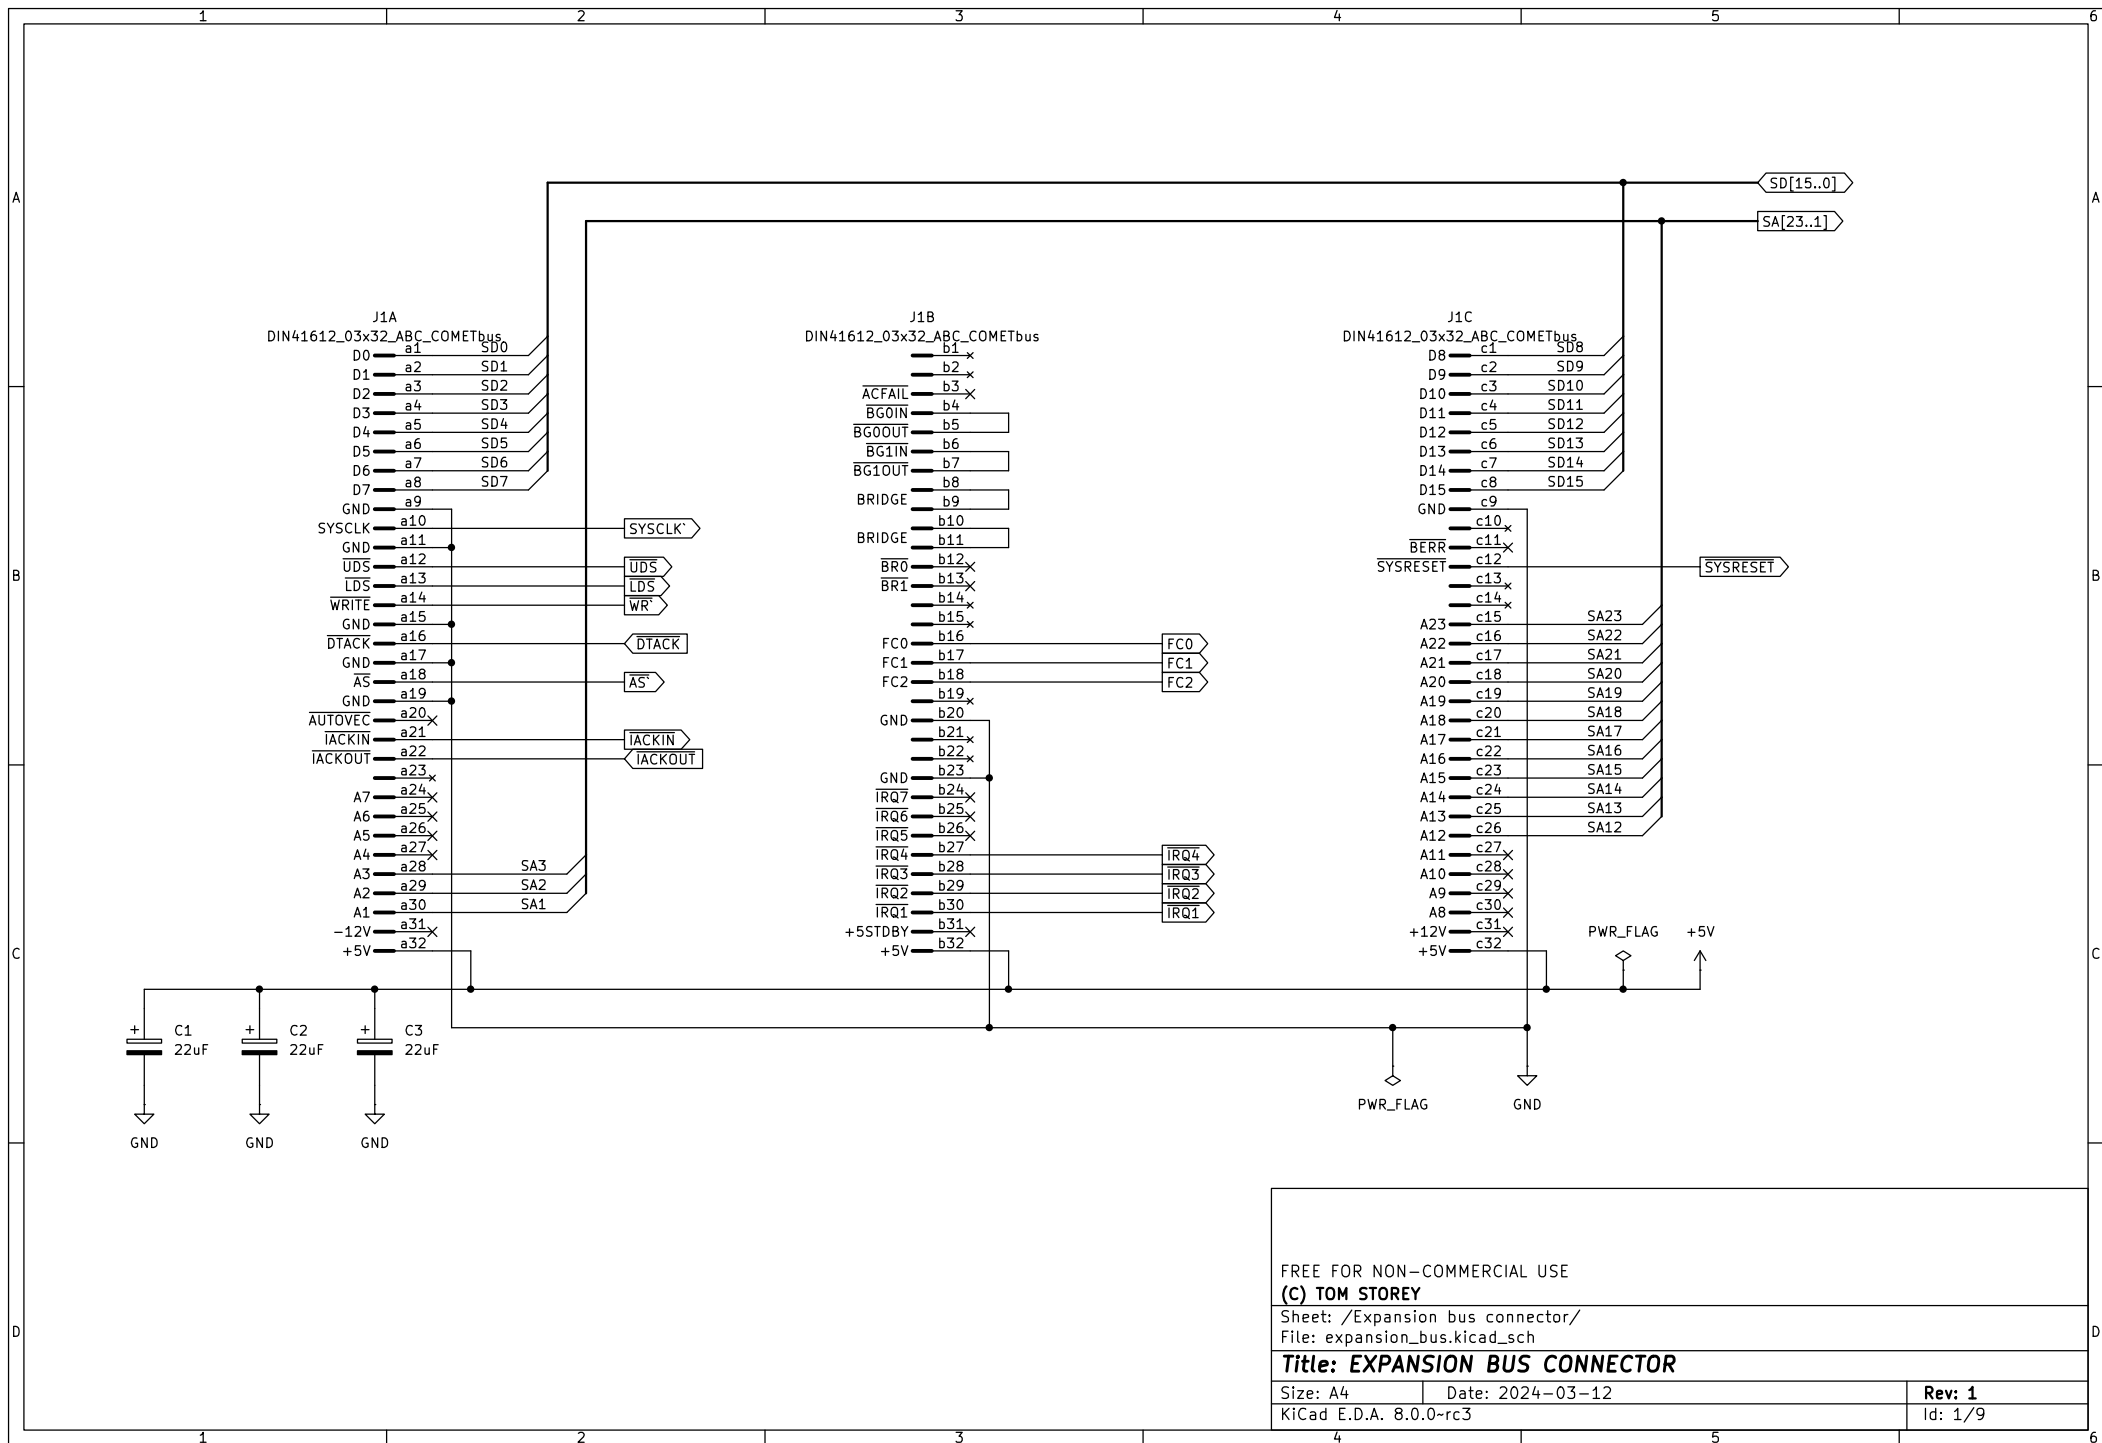 1 2 3 4 5 6
A
SD[15..0]
A
SA[23..1]
J1A
DIN41612_03x32_ABC_COMETbus
D0 a1 SD0
D1 a2 SD1
D2 a3 SD2
D3 a4 SD3
D4 a5 SD4
D5 a6 SD5
D6 a7 SD6
D7 a8 SD7
GND a9
SYSCLK a10 SYSCLK`
GND a11
UDS a12 UDS
LDS a13 LDS
WRITE a14 WR`
GND a15
DTACK a16 DTACK
GND a17
AS a18 AS`
GND a19
AUTOVEC a20
IACKIN a21 IACKIN
IACKOUT a22 IACKOUT
a23
A7 a24
A6 a25
A5 a26
A4 a27
A3 a28 SA3
A2 a29 SA2
A1 a30 SA1
-12V a31
+5V a32
J1B
DIN41612_03x32_ABC_COMETbus
b1
b2
ACFAIL b3
BG0IN b4
BG0OUT b5
BG1IN b6
BG1OUT b7
b8
BRIDGE
b9
b10
BRIDGE
b11
BR0 b12
BR1 b13
b14
b15
FC0 b16 FC0
FC1 b17 FC1
FC2 b18 FC2
b19
GND b20
b21
b22
GND b23
IRQ7 b24
IRQ6 b25
IRQ5 b26
IRQ4 b27 IRQ4
IRQ3 b28 IRQ3
IRQ2 b29 IRQ2
IRQ1 b30 IRQ1
+5STDBY b31
+5V b32
J1C
DIN41612_03x32_ABC_COMETbus
D8 c1 SD8
D9 c2 SD9
D10 c3 SD10
D11 c4 SD11
D12 c5 SD12
D13 c6 SD13
D14 c7 SD14
D15 c8 SD15
GND c9
c10
BERR c11
SYSRESET c12 SYSRESET
c13
c14
A23 c15 SA23
A22 c16 SA22
A21 c17 SA21
A20 c18 SA20
A19 c19 SA19
A18 c20 SA18
A17 c21 SA17
A16 c22 SA16
A15 c23 SA15
A14 c24 SA14
A13 c25 SA13
A12 c26 SA12
A11 c27
A10 c28
A9 c29
A8 c30
+12V c31
+5V c32
PWR_FLAG +5V
B B
C C
+ C1 + C2 + C3
22uF 22uF 22uF
PWR_FLAG GND
GND GND GND
FREE FOR NON-COMMERCIAL USE
(C) TOM STOREY
Sheet: /Expansion bus connector/
File: expansion_bus.kicad_sch
Title: EXPANSION BUS CONNECTOR
Size: A4 Date: 2024-03-12 Rev: 1
KiCad E.D.A. 8.0.0~rc3 Id: 1/9
D D
1 2 3 4 5 6